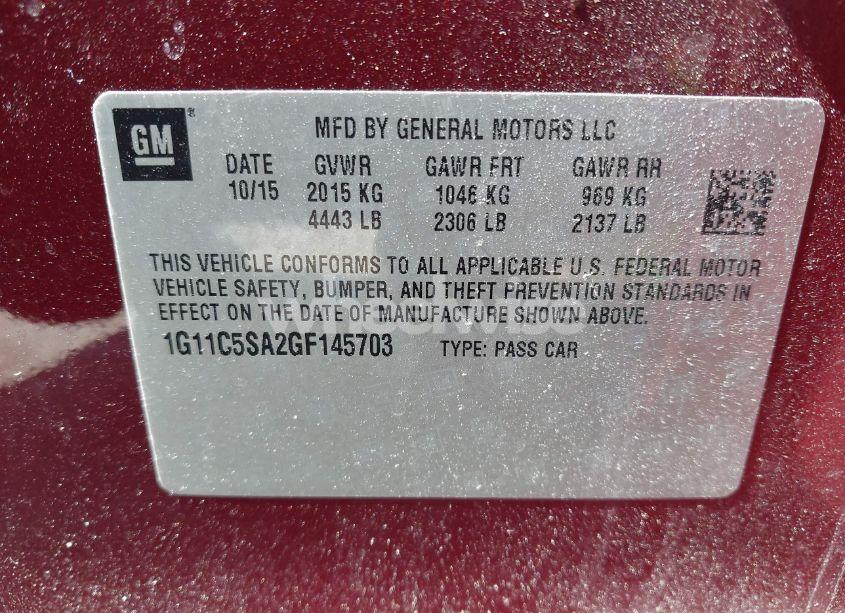 GM ®
MFD BY GENERAL MOTORS LLC
DATE GVWR GAWR FRT GAWR RR
10/15 2015 KG 1046 KG 969 KG
4443 LB 2306 LB 2137 LB
THIS VEHICLE CONFORMS TO ALL APPLICABLE U.S. FEDERAL MOTOR
VEHICLE SAFETY, BUMPER, AND THEFT PREVENTION STANDARDS IN
EFFECT ON THE DATE OF MANUFACTURE SHOWN ABOVE.
1G11C5SA2GF145703 TYPE: PASS CAR